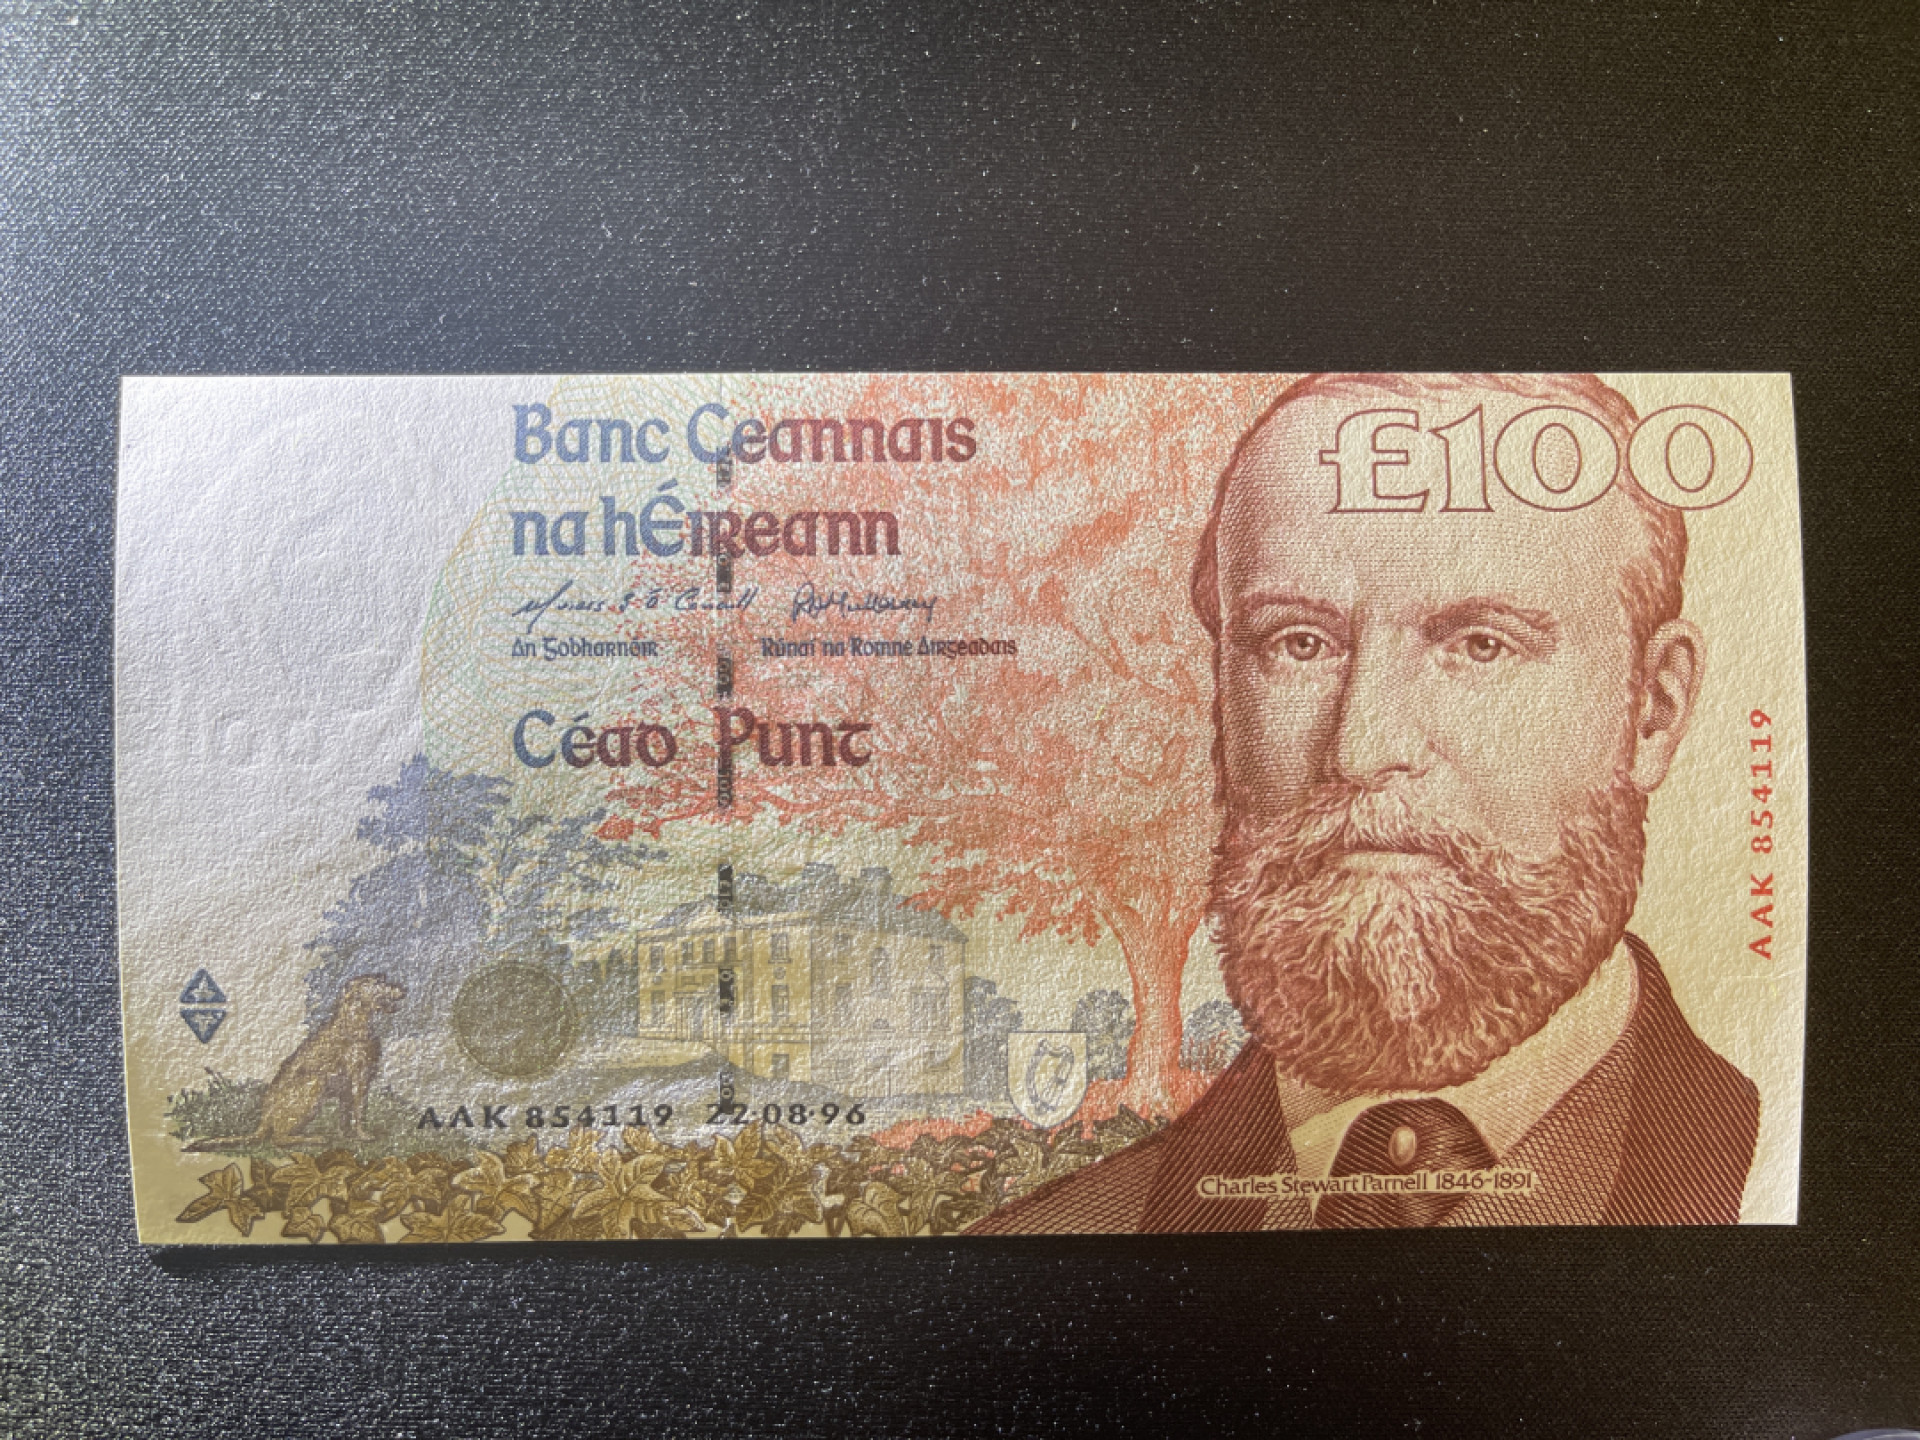 Banc Ceannais
£100
na hÉireann
An Gobharnóir
Rúnaí na Roinne Airgeadais
Céad Punt
AAK 854119
AAK 854119 22·08·96
Charles Stewart Parnell 1846-1891